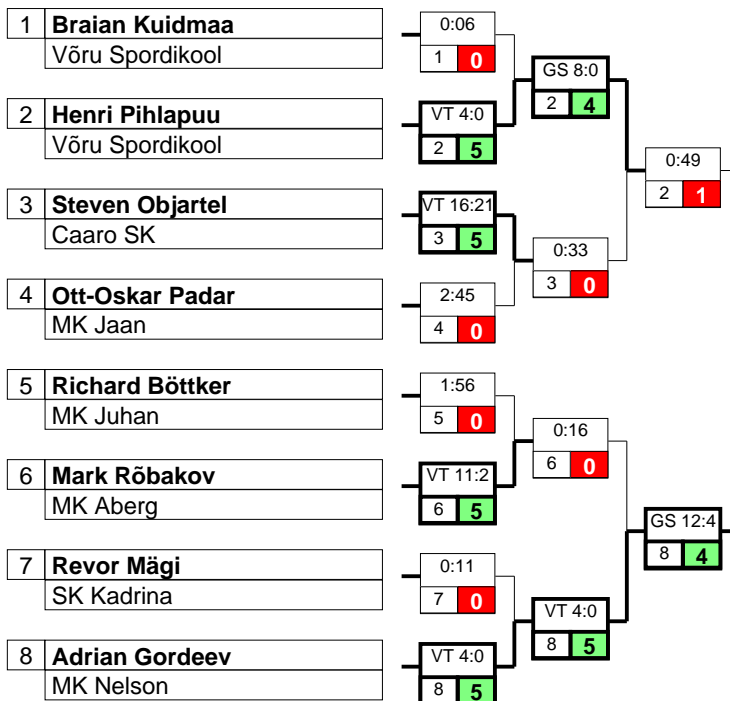 1 Braian Kuidmaa
Võru Spordikool
0:06
1 0
GS 8:0
2 4
2 Henri Pihlapuu
Võru Spordikool
VT 4:0
2 5
0:49
2 1
3 Steven Objartel
Caaro SK
VT 16:21
3 5
0:33
3 0
4 Ott-Oskar Padar
MK Jaan
2:45
4 0
5 Richard Böttker
MK Juhan
1:56
5 0
0:16
6 0
6 Mark Rõbakov
MK Aberg
VT 11:2
6 5
GS 12:4
8 4
7 Revor Mägi
SK Kadrina
0:11
7 0
VT 4:0
8 5
8 Adrian Gordeev
MK Nelson
VT 4:0
8 5